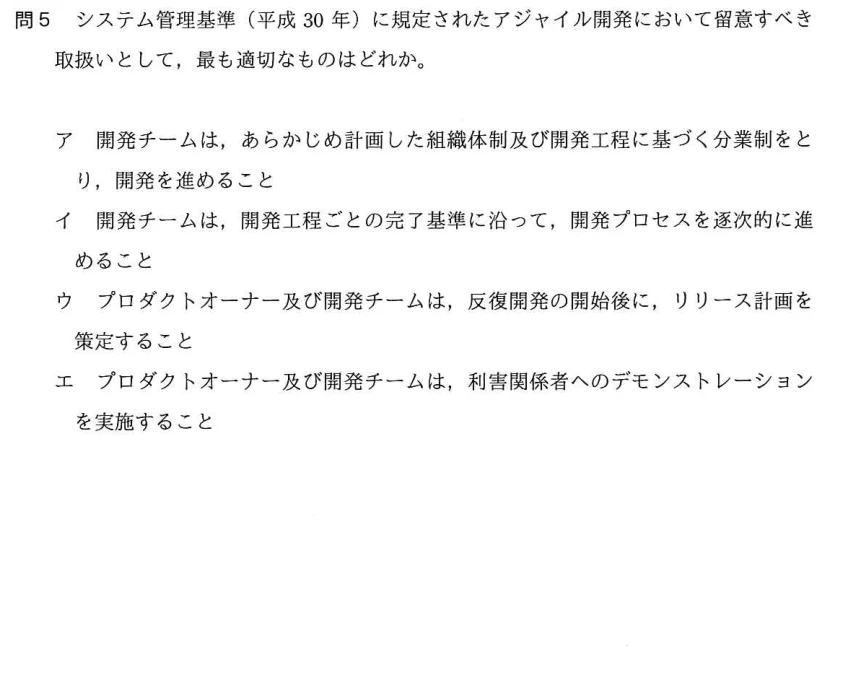 問5 システム管理基準（平成 30 年）に規定されたアジャイル開発において留意すべき
取扱いとして，最も適切なものはどれか。
ア 開発チームは，あらかじめ計画した組織体制及び開発工程に基づく分業制をと
り，開発を進めること
イ 開発チームは，開発工程ごとの完了基準に沿って，開発プロセスを逐次的に進
めること
ウ プロダクトオーナー及び開発チームは，反復開発の開始後に，リリース計画を
策定すること
エ プロダクトオーナー及び開発チームは，利害関係者へのデモンストレーション
を実施すること